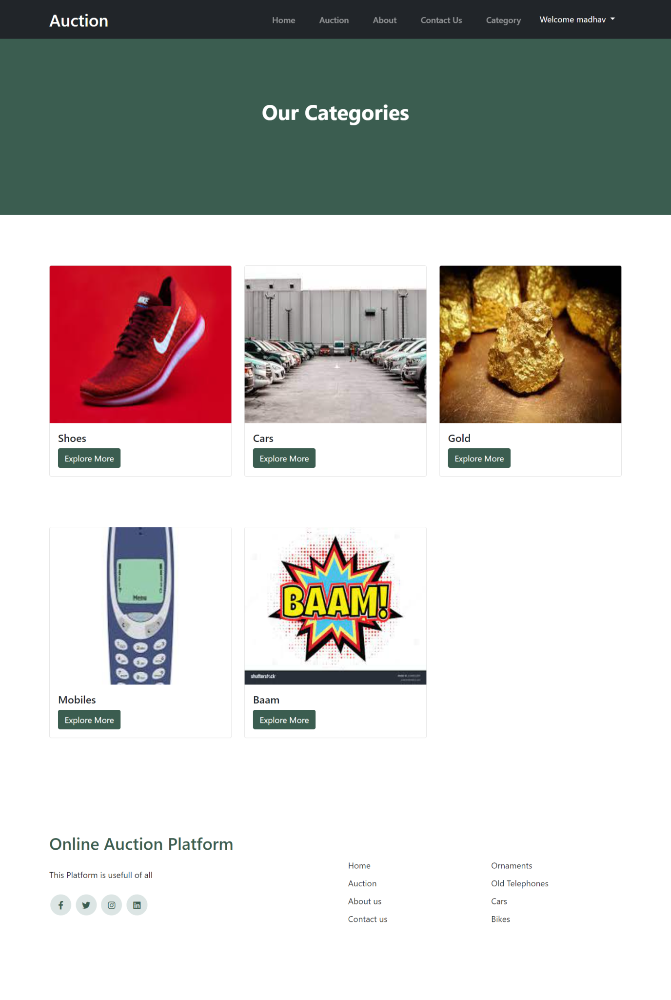 Auction
Home Auction About Contact Us Category Welcome madhav
Our Categories
Shoes
Explore More
Cars
Explore More
Gold
Explore More
Menu
Mobiles
Explore More
BAAM!
shutterstock
Baam
Explore More
Online Auction Platform
This Platform is usefull of all
Home
Auction
About us
Contact us
Ornaments
Old Telephones
Cars
Bikes